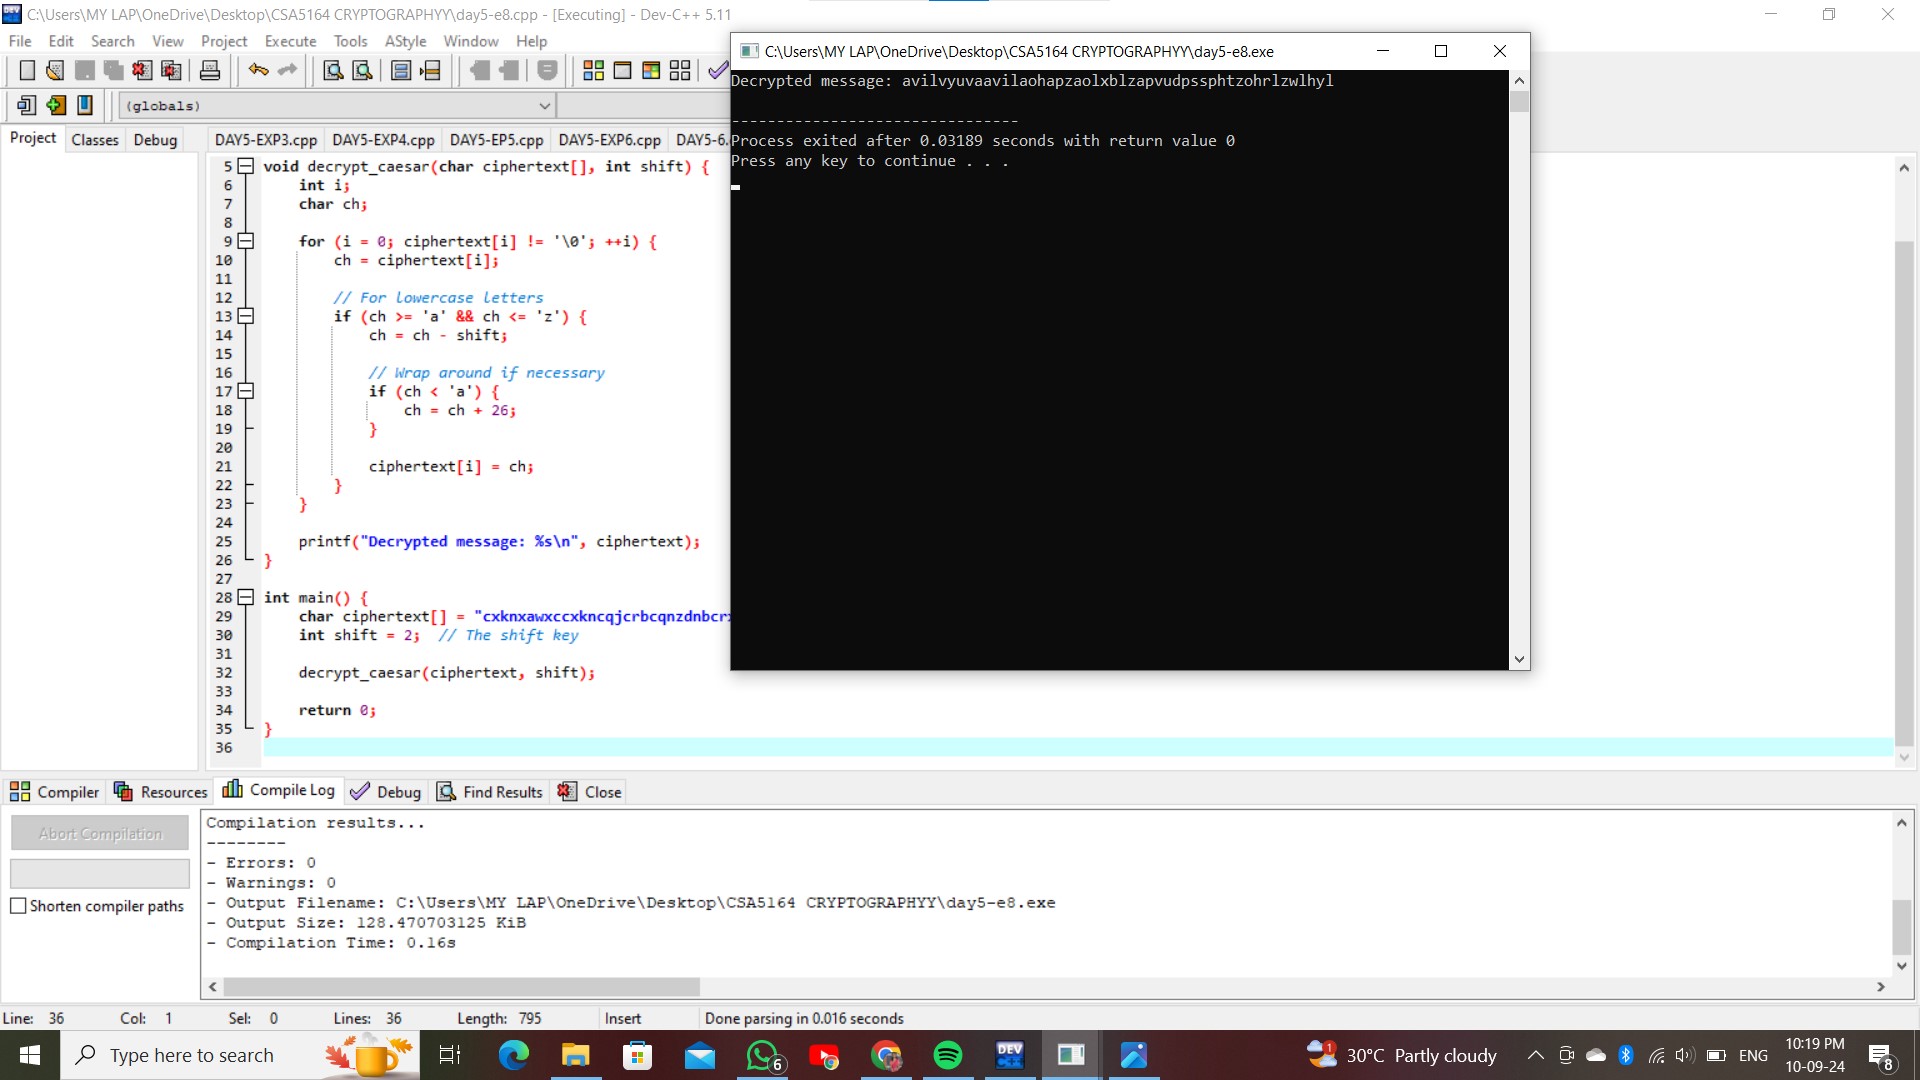 C:\Users\MY LAP\OneDrive\Desktop\CSA5164 CRYPTOGRAPHYY\day5-e8.cpp - [Executing] - Dev-C++ 5.11
File Edit Search View Project Execute Tools AStyle Window Help
(globals)
Project Classes Debug
DAY5-EXP3.cpp DAY5-EXP4.cpp DAY5-EP5.cpp DAY5-EXP6.cpp DAY5-6.
5 void decrypt_caesar(char ciphertext[], int shift) {
6 int i;
7 char ch;
8
9 for (i = 0; ciphertext[i] != '\0'; ++i) {
10 ch = ciphertext[i];
11
12 // For lowercase letters
13 if (ch >= 'a' && ch <= 'z') {
14 ch = ch - shift;
15
16 // Wrap around if necessary
17 if (ch < 'a') {
18 ch = ch + 26;
19 }
20
21 ciphertext[i] = ch;
22 }
23 }
24
25 printf("Decrypted message: %s\n", ciphertext);
26 }
27
28 int main() {
29 char ciphertext[] = "cxknxawxccxkncqjcrbcqnzdnbcr
30 int shift = 2; // The shift key
31
32 decrypt_caesar(ciphertext, shift);
33
34 return 0;
35 }
36
C:\Users\MY LAP\OneDrive\Desktop\CSA5164 CRYPTOGRAPHYY\day5-e8.exe
Decrypted message: avilvyuvaavilaohapzaolxblzapvudpssphtzohrlzwlhyl
--------------------------------
Process exited after 0.03189 seconds with return value 0
Press any key to continue . . .
Compiler Resources Compile Log Debug Find Results Close
Abort Compilation
Shorten compiler paths
Compilation results...
--------
- Errors: 0
- Warnings: 0
- Output Filename: C:\Users\MY LAP\OneDrive\Desktop\CSA5164 CRYPTOGRAPHYY\day5-e8.exe
- Output Size: 128.470703125 KiB
- Compilation Time: 0.16s
Line: 36 Col: 1 Sel: 0 Lines: 36 Length: 795 Insert Done parsing in 0.016 seconds
Type here to search
6
DEV C++
1
30°C Partly cloudy
ENG
10:19 PM
10-09-24
8